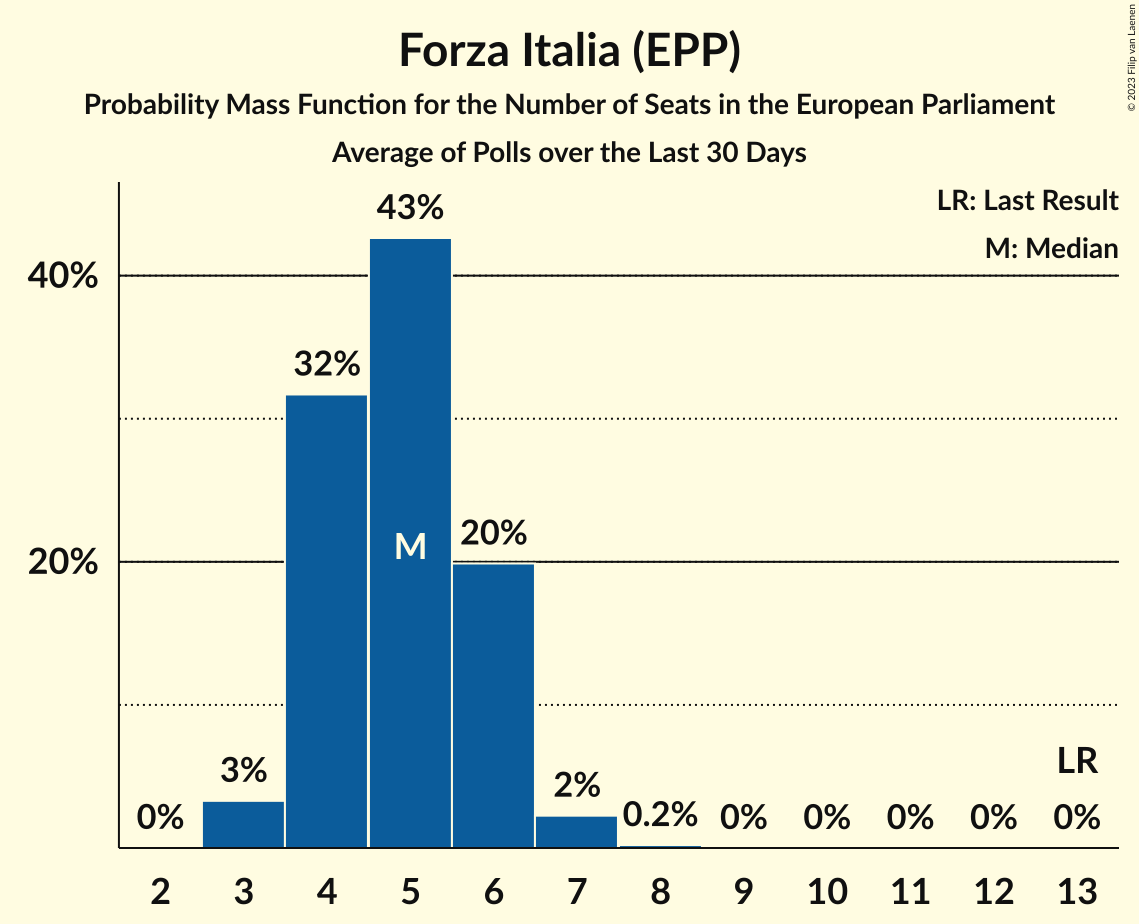 Forza Italia (EPP)
Probability Mass Function for the Number of Seats in the European Parliament
Average of Polls over the Last 30 Days
© 2023 Filip van Laenen
LR: Last Result
M: Median
40%
20%
0%
3%
32%
43%
M
20%
2%
0.2%
0%
0%
0%
0%
LR
0%
2 3 4 5 6 7 8 9 10 11 12 13